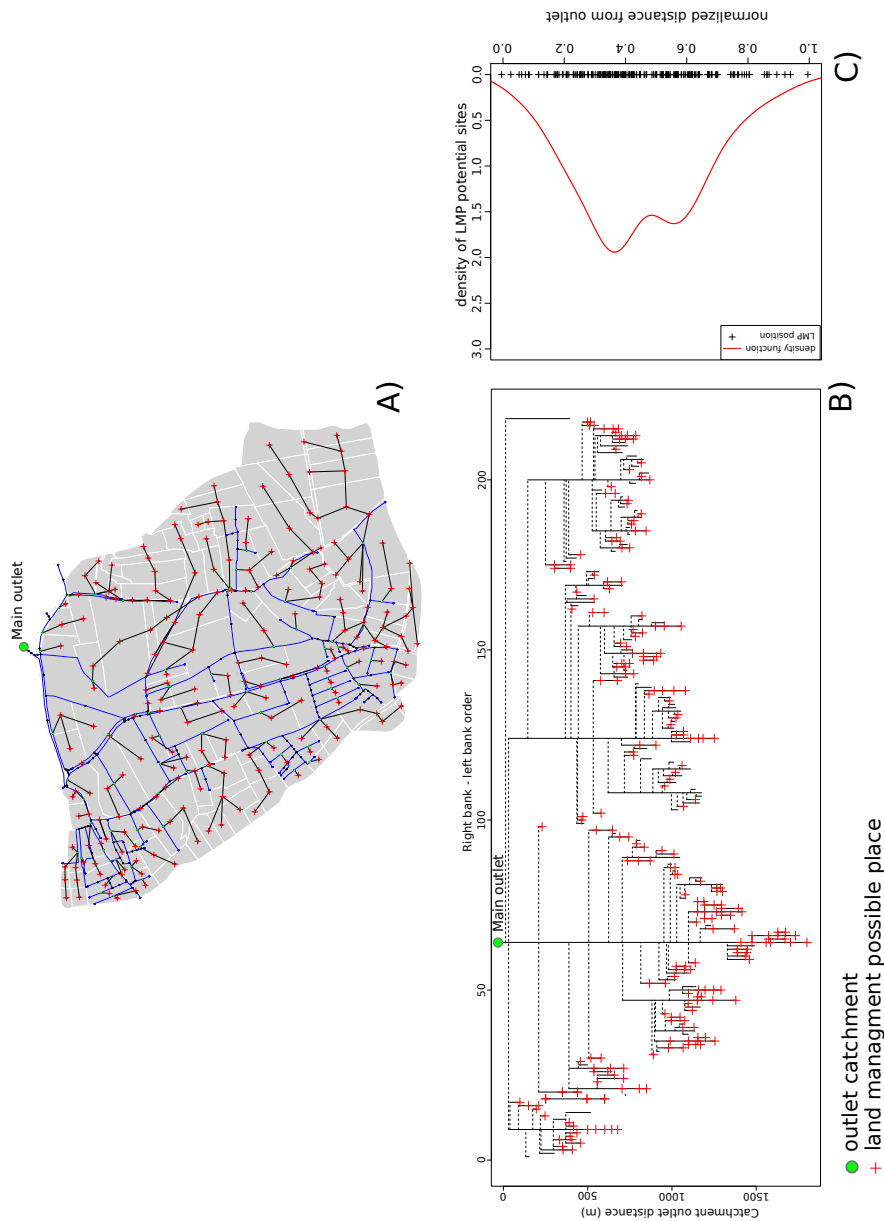 Main outlet
A)
normalized distance from outlet
0.0 0.2 0.4 0.6 0.8 1.0
density of LMP potential sites
0.0 0.5 1.0 1.5 2.0 2.5 3.0
LMP position
density function
C)
Right bank - left bank order
Main outlet
0 50 100 150 200
Catchment outlet distance (m)
0 500 1000 1500
B)
outlet catchment
land managment possible place